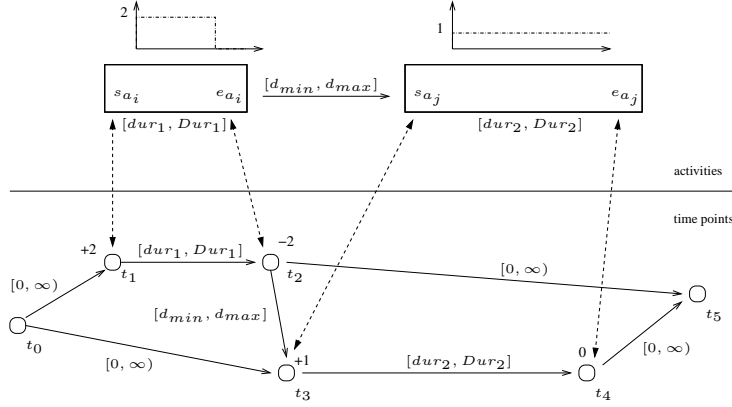 2
1
s_{a_i} e_{a_i} [d_{min}, d_{max}] s_{a_j} e_{a_j}
[dur_1, Dur_1] [dur_2, Dur_2]
activities
time points
+2 [dur_1, Dur_1] −2
t_1 t_2
[0, ∞) [0, ∞)
[d_{min}, d_{max}]
t_5
t_0
[0, ∞) +1 [dur_2, Dur_2] 0 [0, ∞)
t_3 t_4